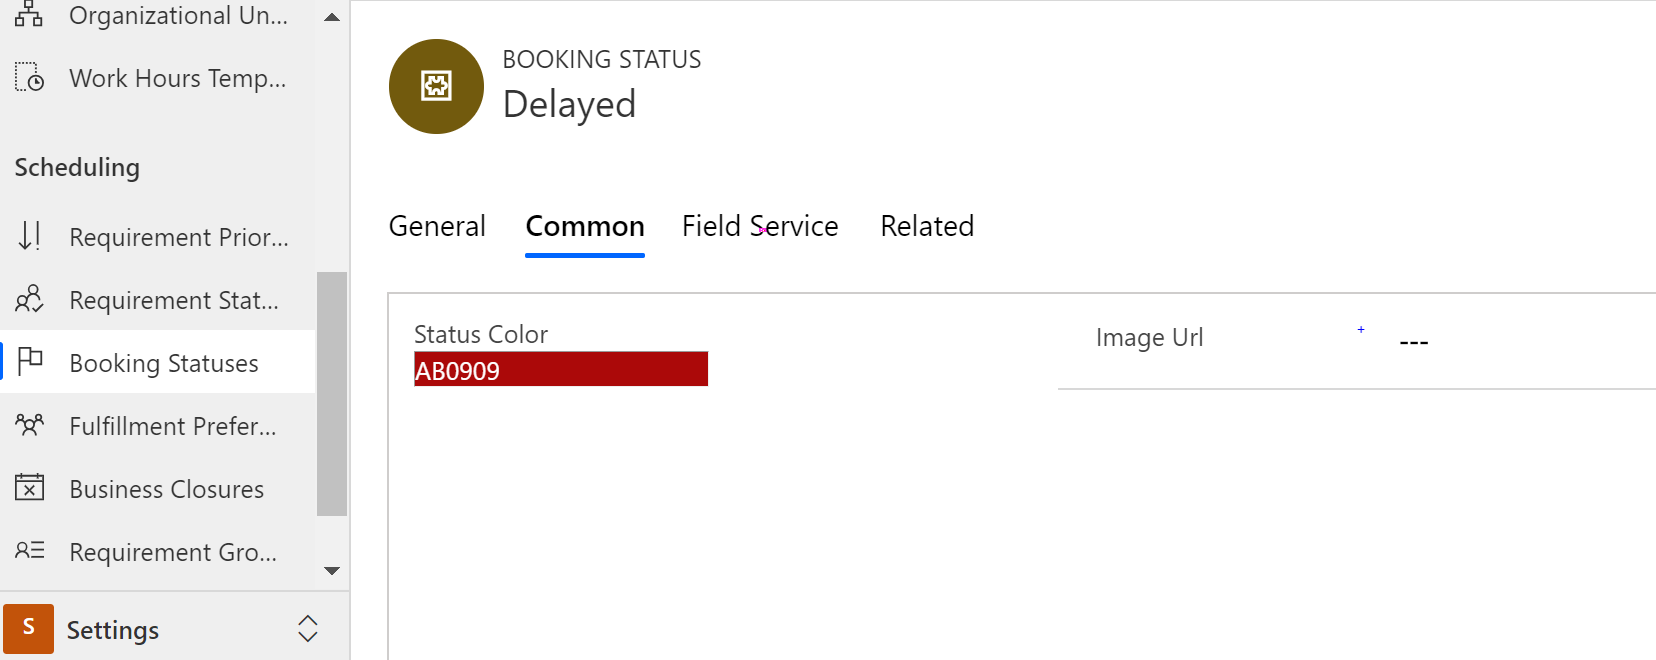 Organizational Un...
Work Hours Temp...
Scheduling
Requirement Prior...
Requirement Stat...
Booking Statuses
Fulfillment Prefer...
Business Closures
Requirement Gro...
S
Settings
BOOKING STATUS
Delayed
General Common Field Service Related
Status Color
AB0909
Image Url
+
---